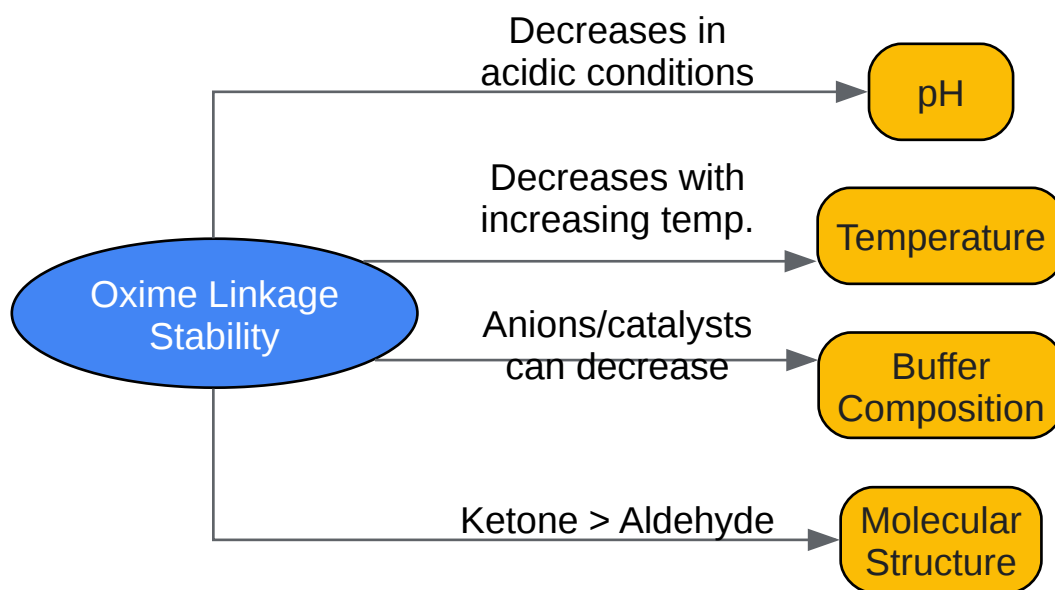 Decreases in
acidic conditions
pH
Decreases with
increasing temp.
Temperature
Oxime Linkage
Stability
Anions/catalysts
can decrease
Buffer
Composition
Ketone > Aldehyde
Molecular
Structure